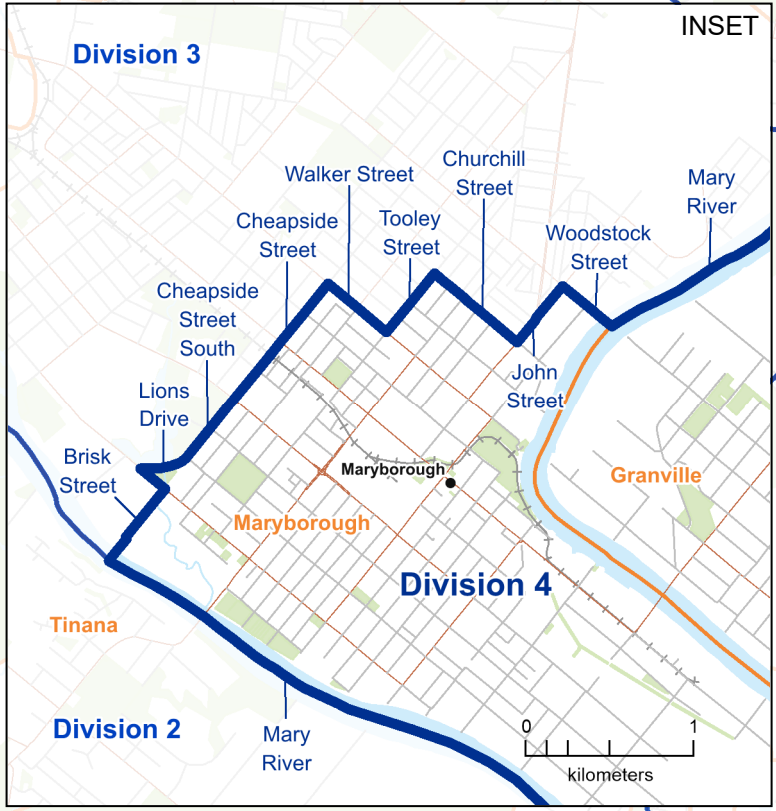 INSET
Division 3
Churchill
Street
Walker Street
Mary
River
Tooley
Street
Cheapside
Street
Woodstock
Street
Cheapside
Street
South
John
Street
Lions
Drive
Brisk
Street
Maryborough
Granville
Maryborough
Division 4
Tinana
Division 2
Mary
River
0 1
kilometers